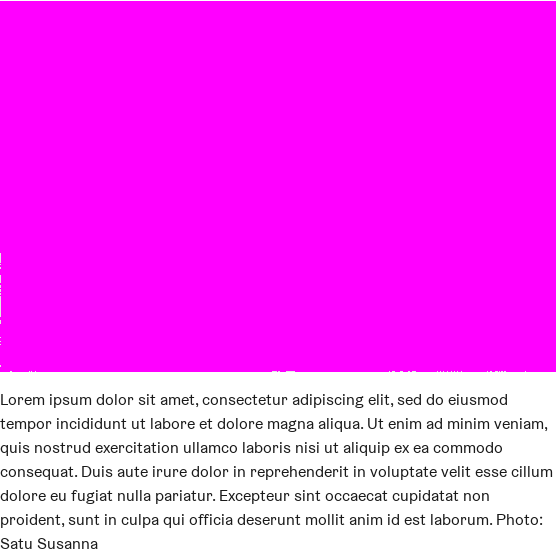 Lorem ipsum dolor sit amet, consectetur adipiscing elit, sed do eiusmod
tempor incididunt ut labore et dolore magna aliqua. Ut enim ad minim veniam,
quis nostrud exercitation ullamco laboris nisi ut aliquip ex ea commodo
consequat. Duis aute irure dolor in reprehenderit in voluptate velit esse cillum
dolore eu fugiat nulla pariatur. Excepteur sint occaecat cupidatat non
proident, sunt in culpa qui officia deserunt mollit anim id est laborum. Photo:
Satu Susanna